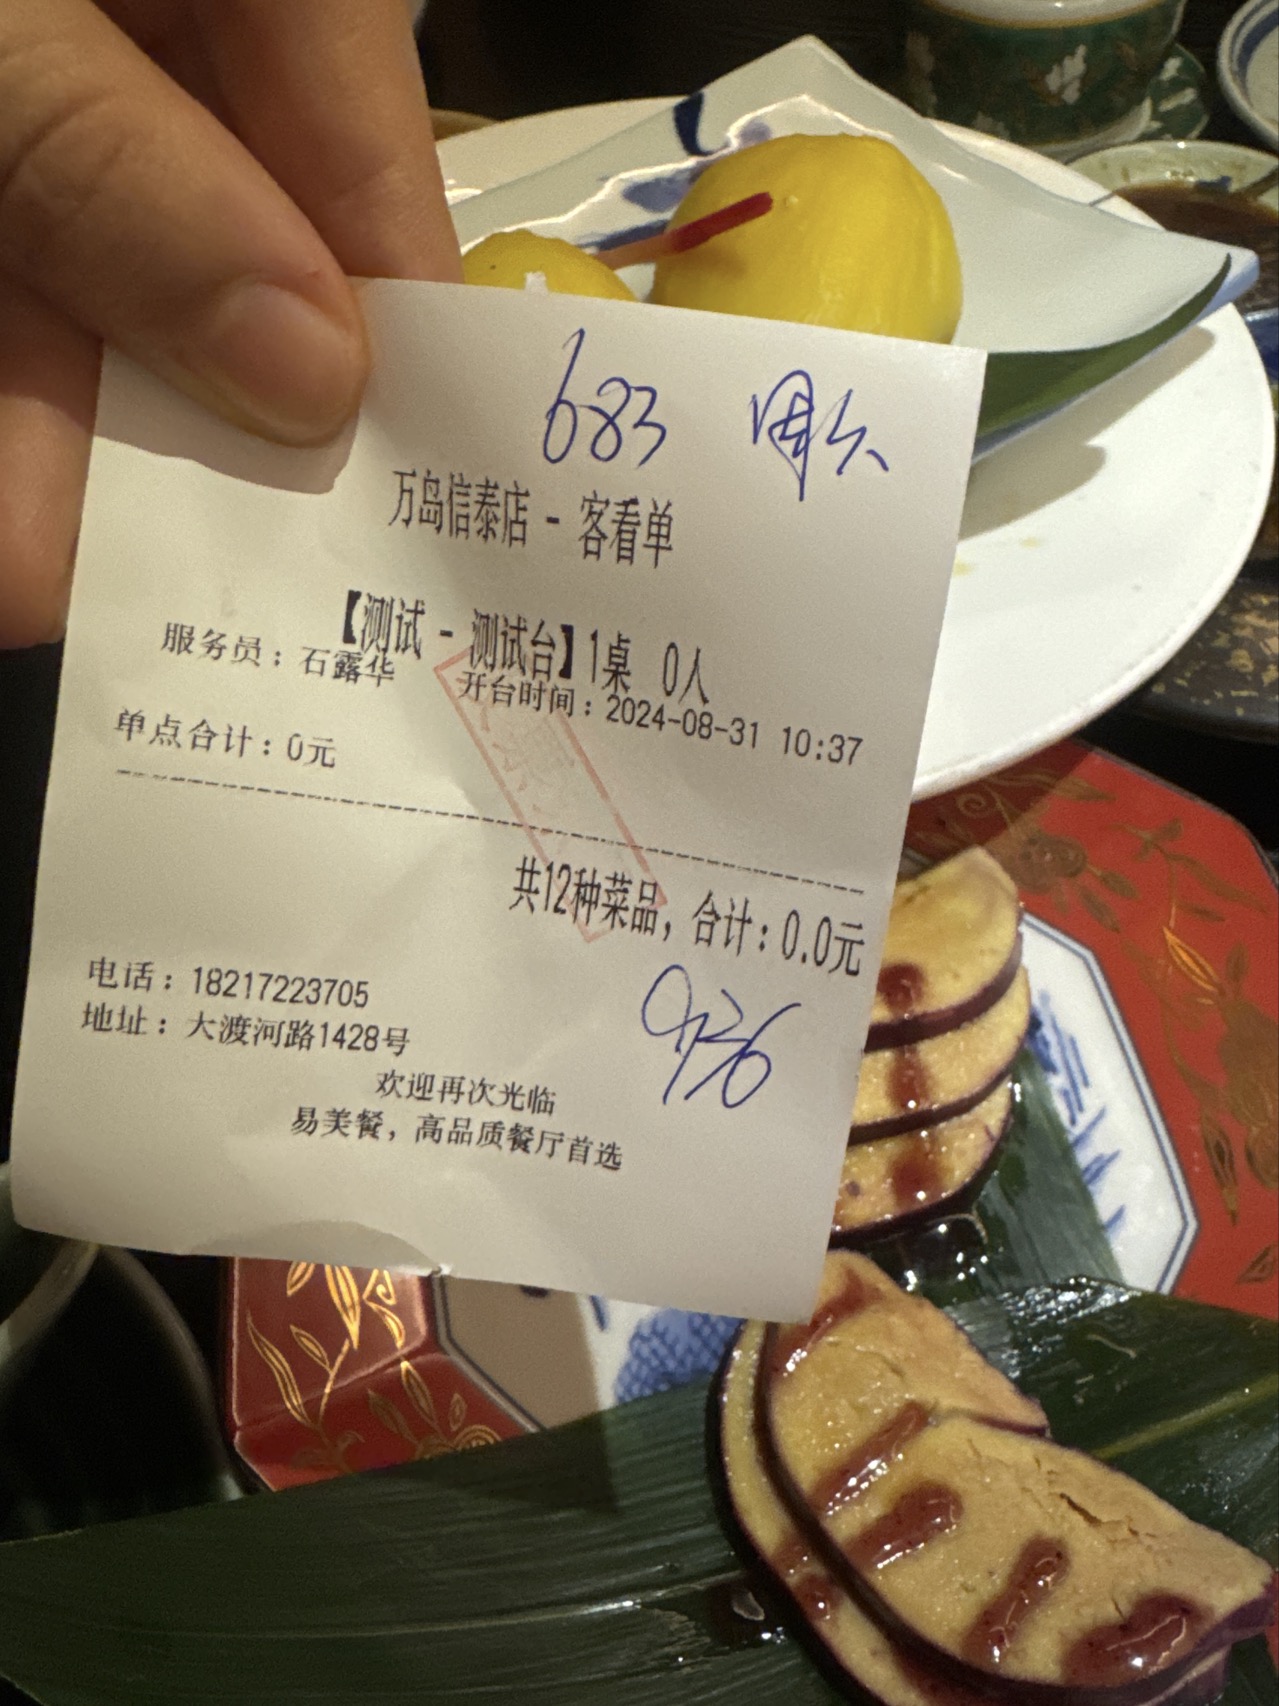 683
万岛信泰店 - 客看单
【测试 - 测试台】1桌 0人
服务员：石露华 开台时间：2024-08-31 10:37
单点合计：0元
共12种菜品，合计：0.0元
电话：18217223705
地址：大渡河路1428号
欢迎再次光临
易美餐，高品质餐厅首选